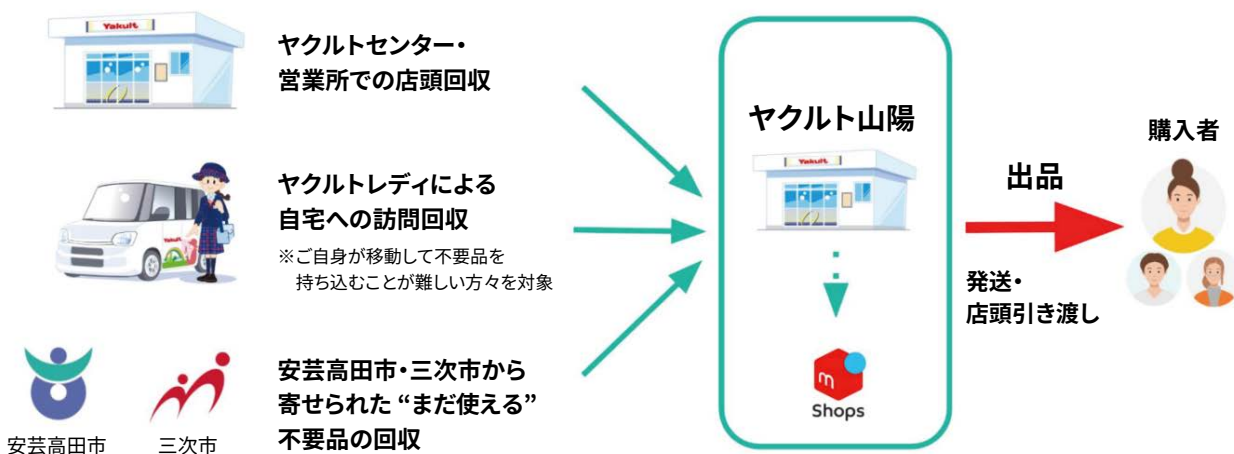 Yakult
ヤクルトセンター・
営業所での店頭回収
Yakult
ヤクルトレディによる
自宅への訪問回収
※ご自身が移動して不要品を
持ち込むことが難しい方々を対象
安芸高田市
三次市
安芸高田市・三次市から
寄せられた “まだ使える”
不要品の回収
ヤクルト山陽
Yakult
m
Shops
出品
発送・
店頭引き渡し
購入者